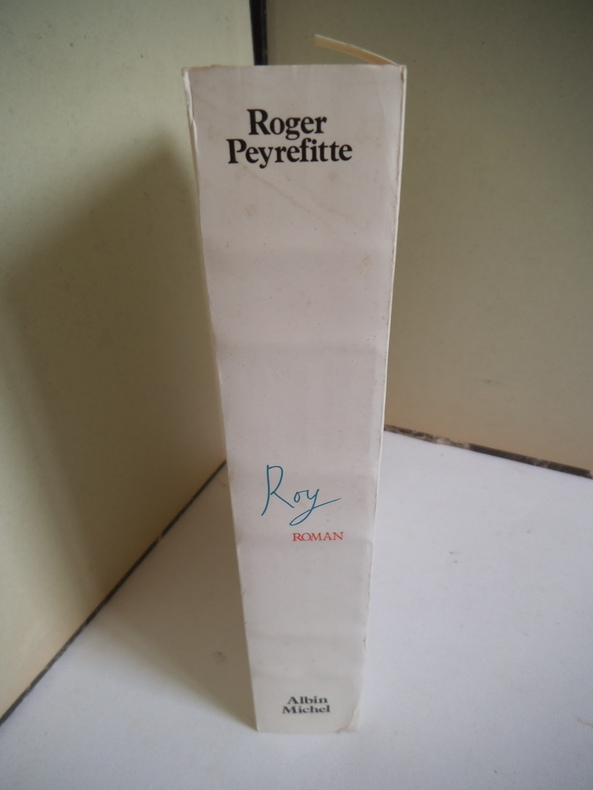 Roger
Peyrefitte
Roy
ROMAN
Albin
Michel